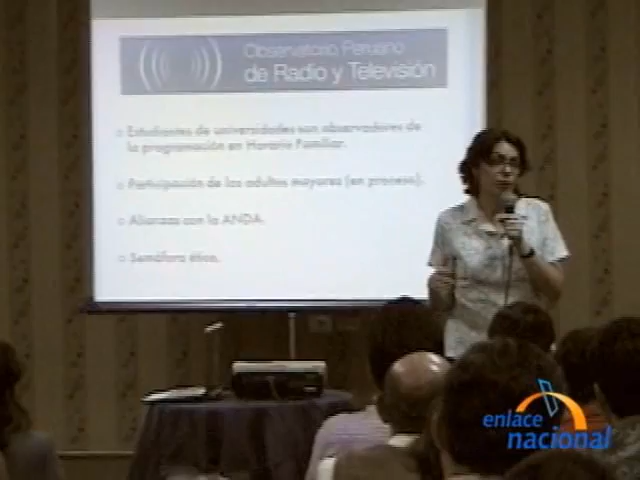 Observatorio Peruano
de Radio y Televisión
Estudiantes de universidades son observadores de
la programación en Horario Familiar.
Participación de los adultos mayores (en proceso).
Alianza con la ANDA.
Semáforo ético.
enlace
nacional